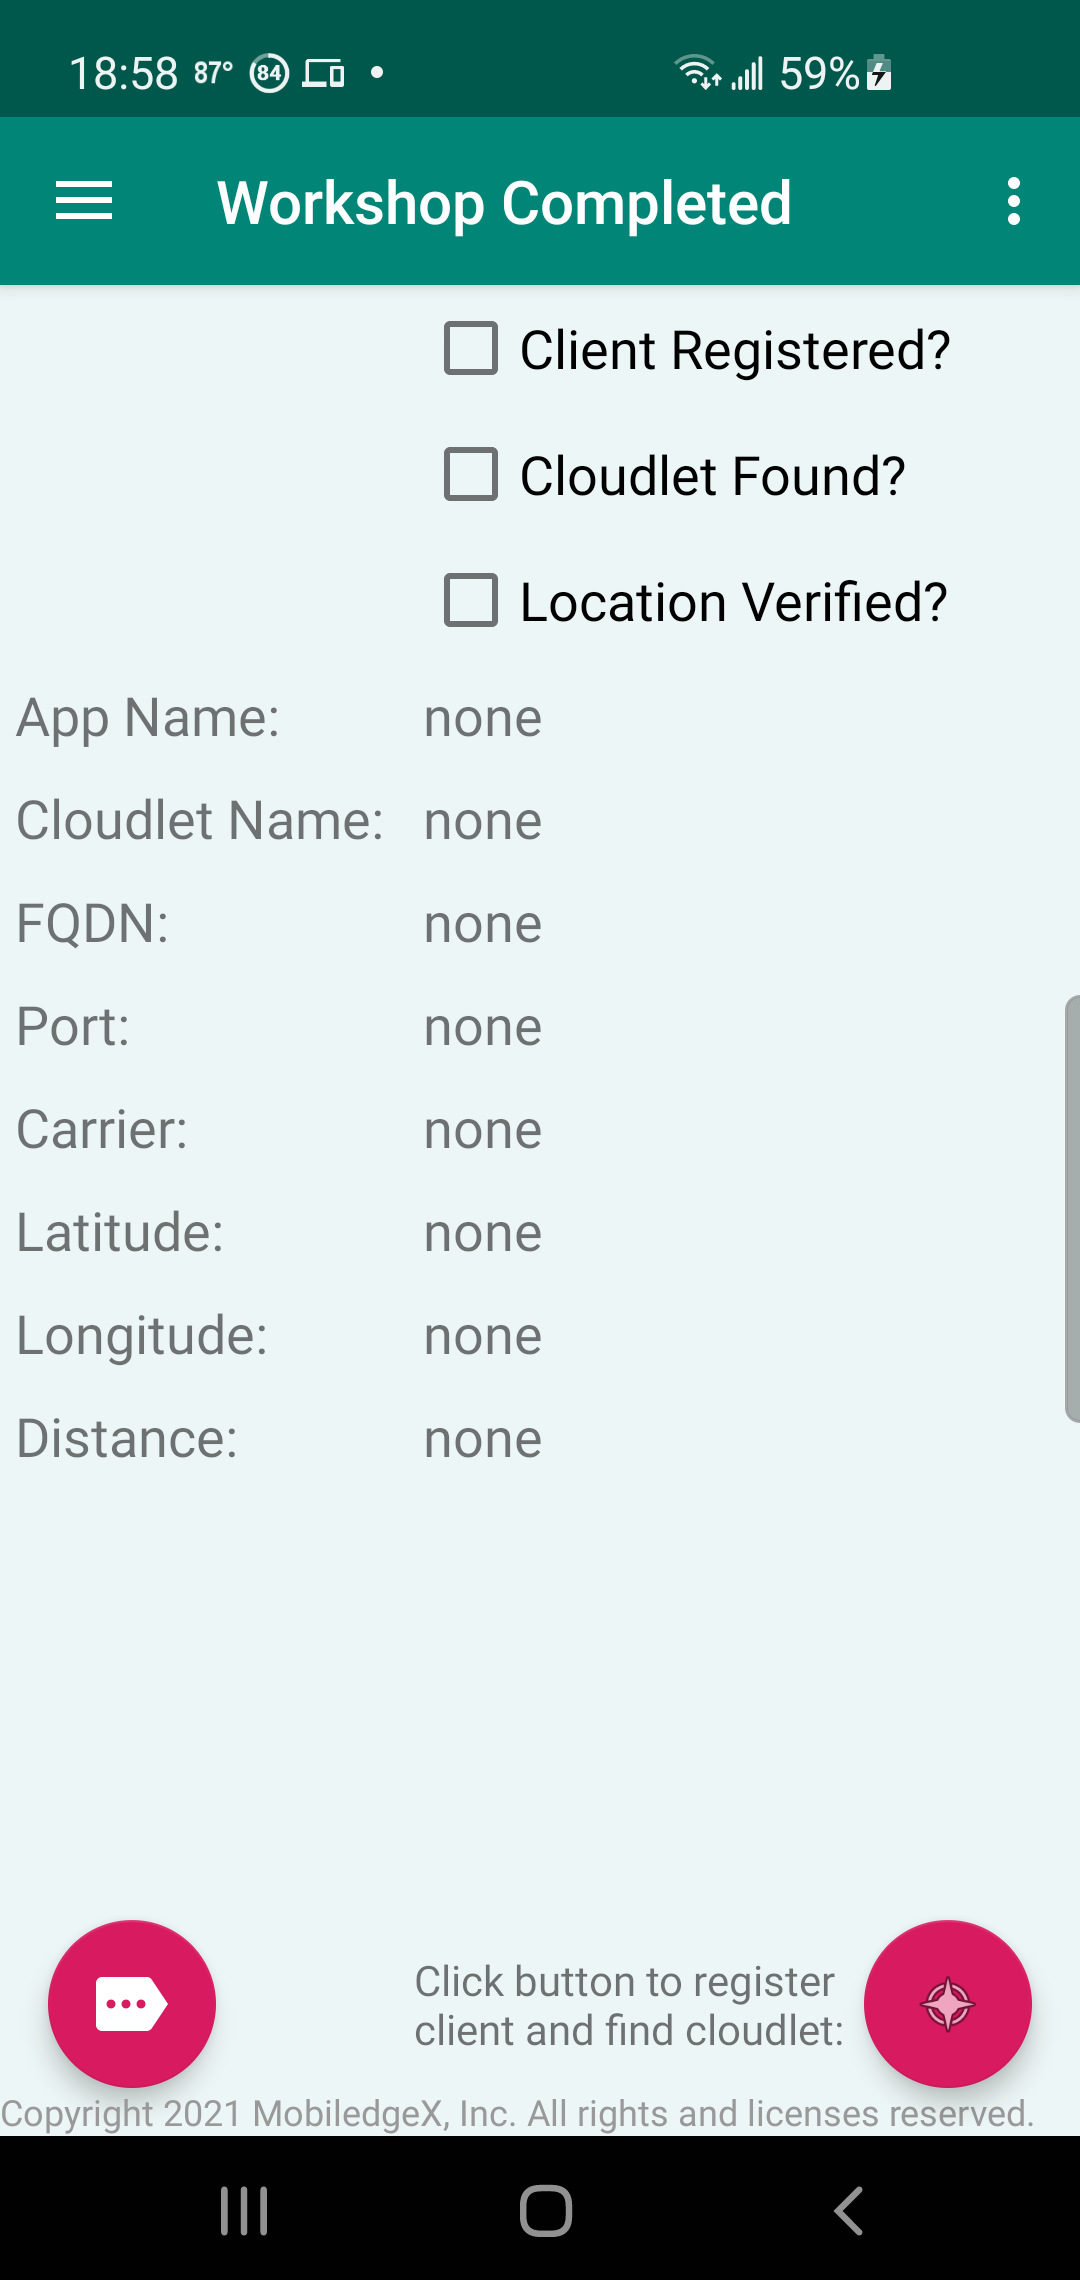 18:58 87° 84 59%
Workshop Completed
Client Registered?
Cloudlet Found?
Location Verified?
App Name: none
Cloudlet Name: none
FQDN: none
Port: none
Carrier: none
Latitude: none
Longitude: none
Distance: none
Click button to register
client and find cloudlet:
Copyright 2021 MobiledgeX, Inc. All rights and licenses reserved.